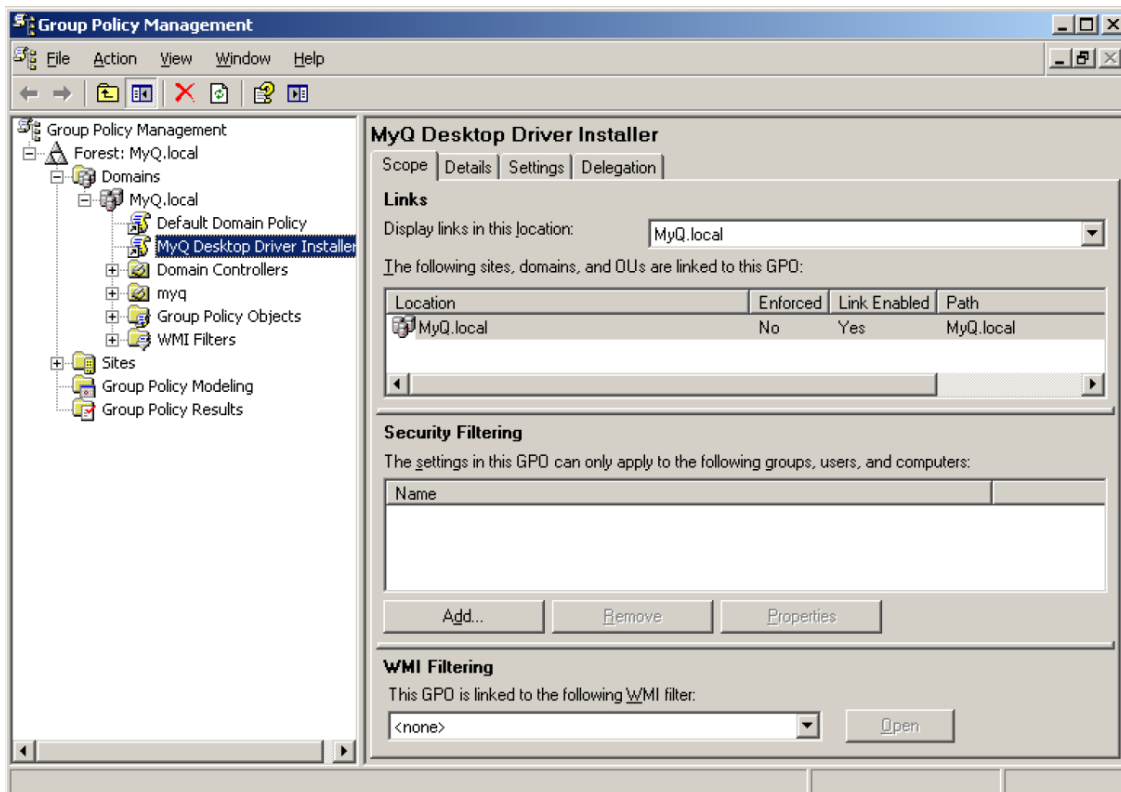 Group Policy Management
File Action View Window Help
Group Policy Management
Forest: MyQ.local
Domains
MyQ.local
Default Domain Policy
MyQ Desktop Driver Installer
Domain Controllers
myq
Group Policy Objects
WMI Filters
Sites
Group Policy Modeling
Group Policy Results
MyQ Desktop Driver Installer
Scope Details Settings Delegation
Links
Display links in this location: MyQ.local
The following sites, domains, and OUs are linked to this GPO:
Location Enforced Link Enabled Path
MyQ.local No Yes MyQ.local
Security Filtering
The settings in this GPO can only apply to the following groups, users, and computers:
Name
Add... Remove Properties
WMI Filtering
This GPO is linked to the following WMI filter:
<none> Open